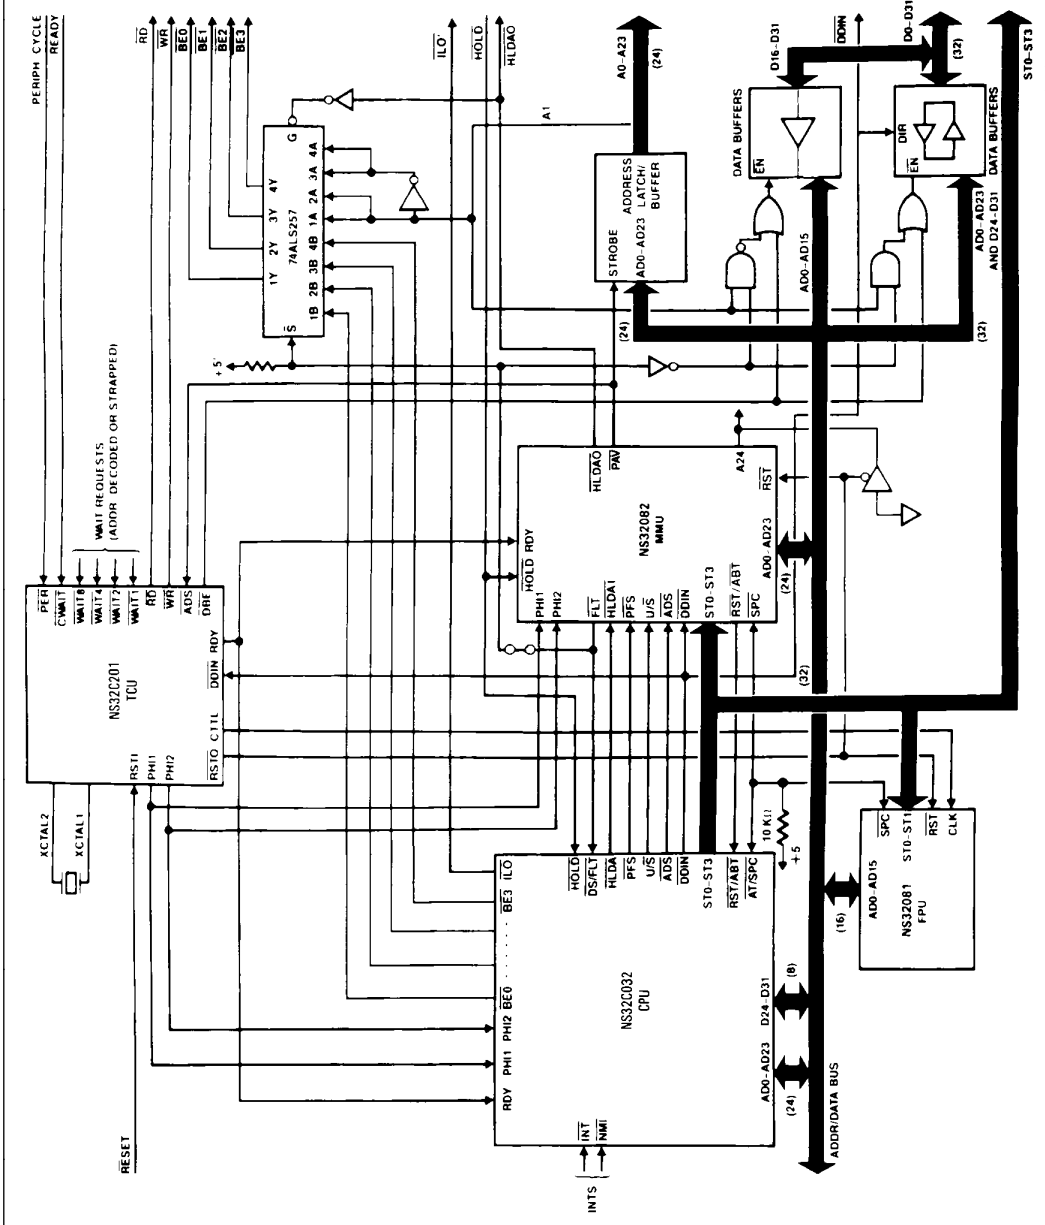 PERIPH CYCLE
READY
WAIT REQUESTS
(ADDR DECODED OR STRAPPED)
RD
WR
BE0
BE1
BE2
BE3
ILO
HOLD
HLDAO
A0-A23
(24)
D16-D31
DDIN
D0-D31
(32)
ST0-ST3
PER
CWAIT
WAIT8
WAIT4
WAIT2
WAIT1
RD
WR
ADS
DBE
RDY
DDIN
CTTL
RSTO
RSTI
PHI1
PHI2
NS32C201
TCU
XCTAL2
XCTAL1
RESET
74ALS257
G
4Y
3Y
2Y
1Y
4A
3A
2A
1A
4B
3B
2B
1B
S
+5
A1
ADDRESS
LATCH/
BUFFER
STROBE
AD0-AD23
(24)
DATA BUFFERS
EN
AD0-AD15
DIR
EN
DATA BUFFERS
AD0-AD23
AND D24-D31
(32)
NS32082
MMU
HLDAO
PAV
A24
RST
HOLD
RDY
PHI1
PHI2
FLT
HLDAI
PFS
U/S
ADS
DDIN
ST0-ST3
RST/ABT
SPC
AD0-AD23
(24)
(32)
NS32C032
CPU
ILO
BE3
BE0
PHI2
PHI1
RDY
INT
NMI
INTS
HOLD
DS/FLT
HLDA
PFS
U/S
ADS
DDIN
ST0-ST3
RST/ABT
AT/SPC
10 KΩ
+5
D24-D31
(8)
AD0-AD23
(24)
ADDR/DATA BUS
(16)
SPC
ST0-ST1
RST
CLK
AD0-AD15
NS32081
FPU